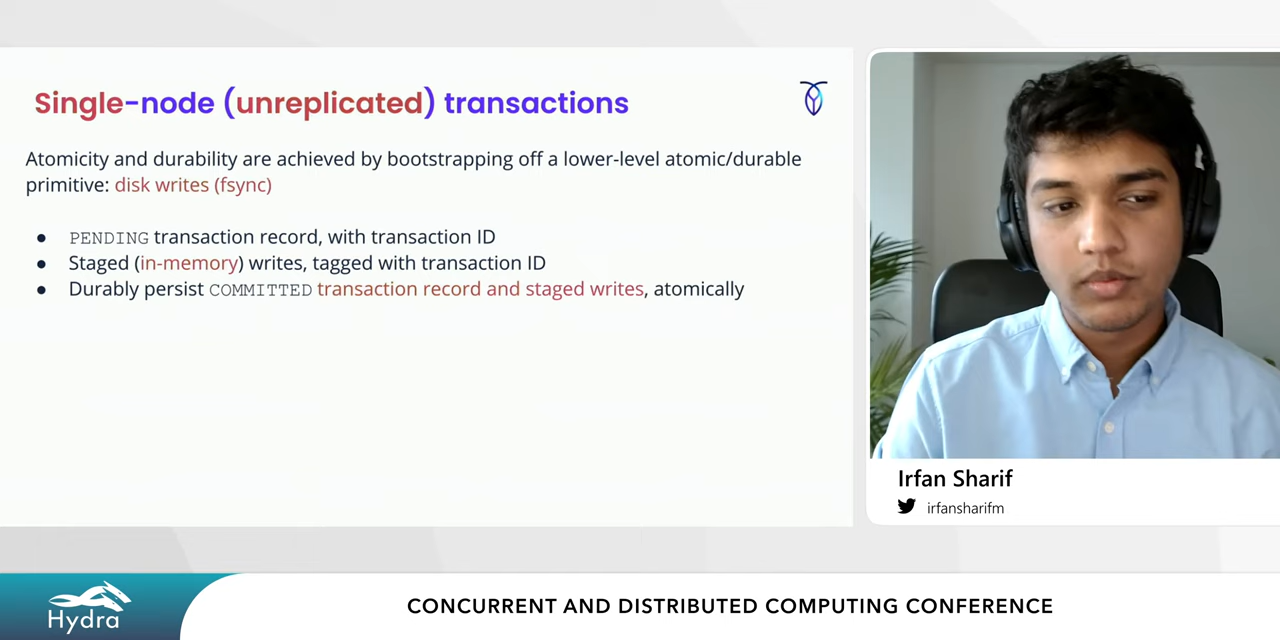 Single-node (unreplicated) transactions
Atomicity and durability are achieved by bootstrapping off a lower-level atomic/durable
primitive: disk writes (fsync)
● PENDING transaction record, with transaction ID
● Staged (in-memory) writes, tagged with transaction ID
● Durably persist COMMITTED transaction record and staged writes, atomically
Irfan Sharif
irfansharifm
Hydra
CONCURRENT AND DISTRIBUTED COMPUTING CONFERENCE